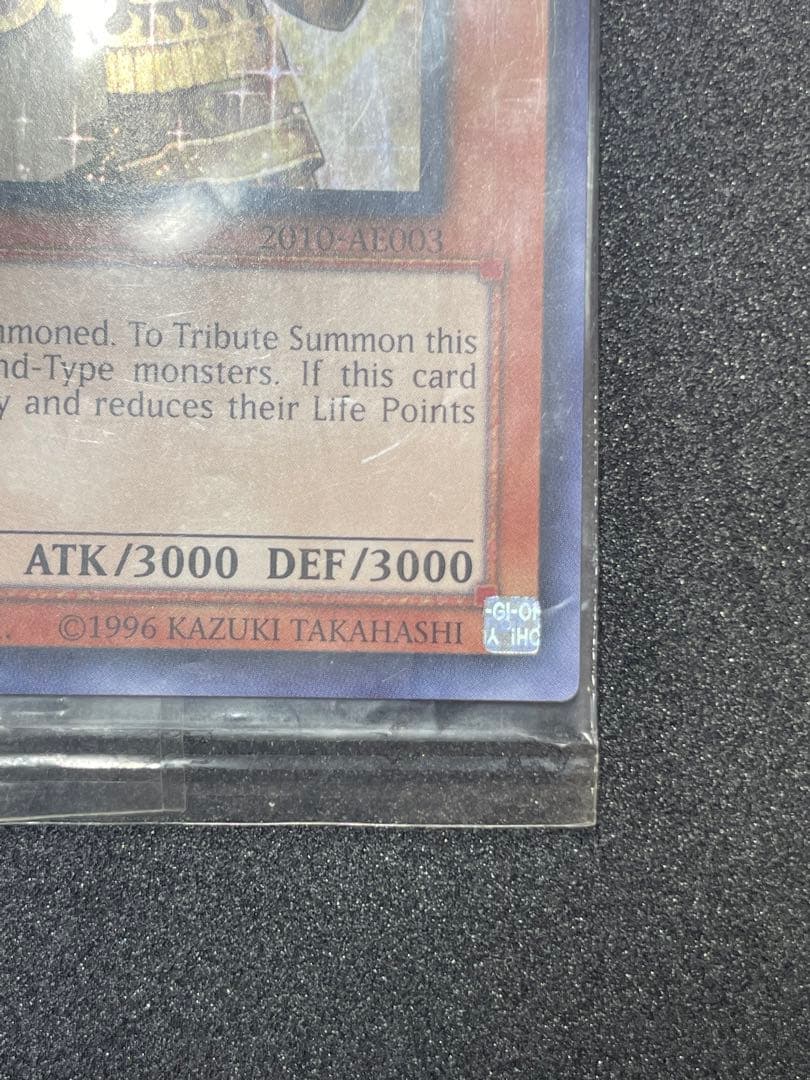 2010-AE003
mmoned. To Tribute Summon this
nd-Type monsters. If this card
y and reduces their Life Points
ATK/3000 DEF/3000
. ©1996 KAZUKI TAKAHASHI
-GI-O!